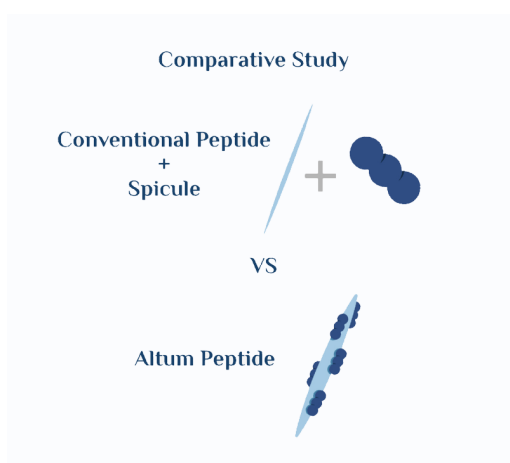 Comparative Study
Conventional Peptide
+
Spicule
+
VS
Altum Peptide